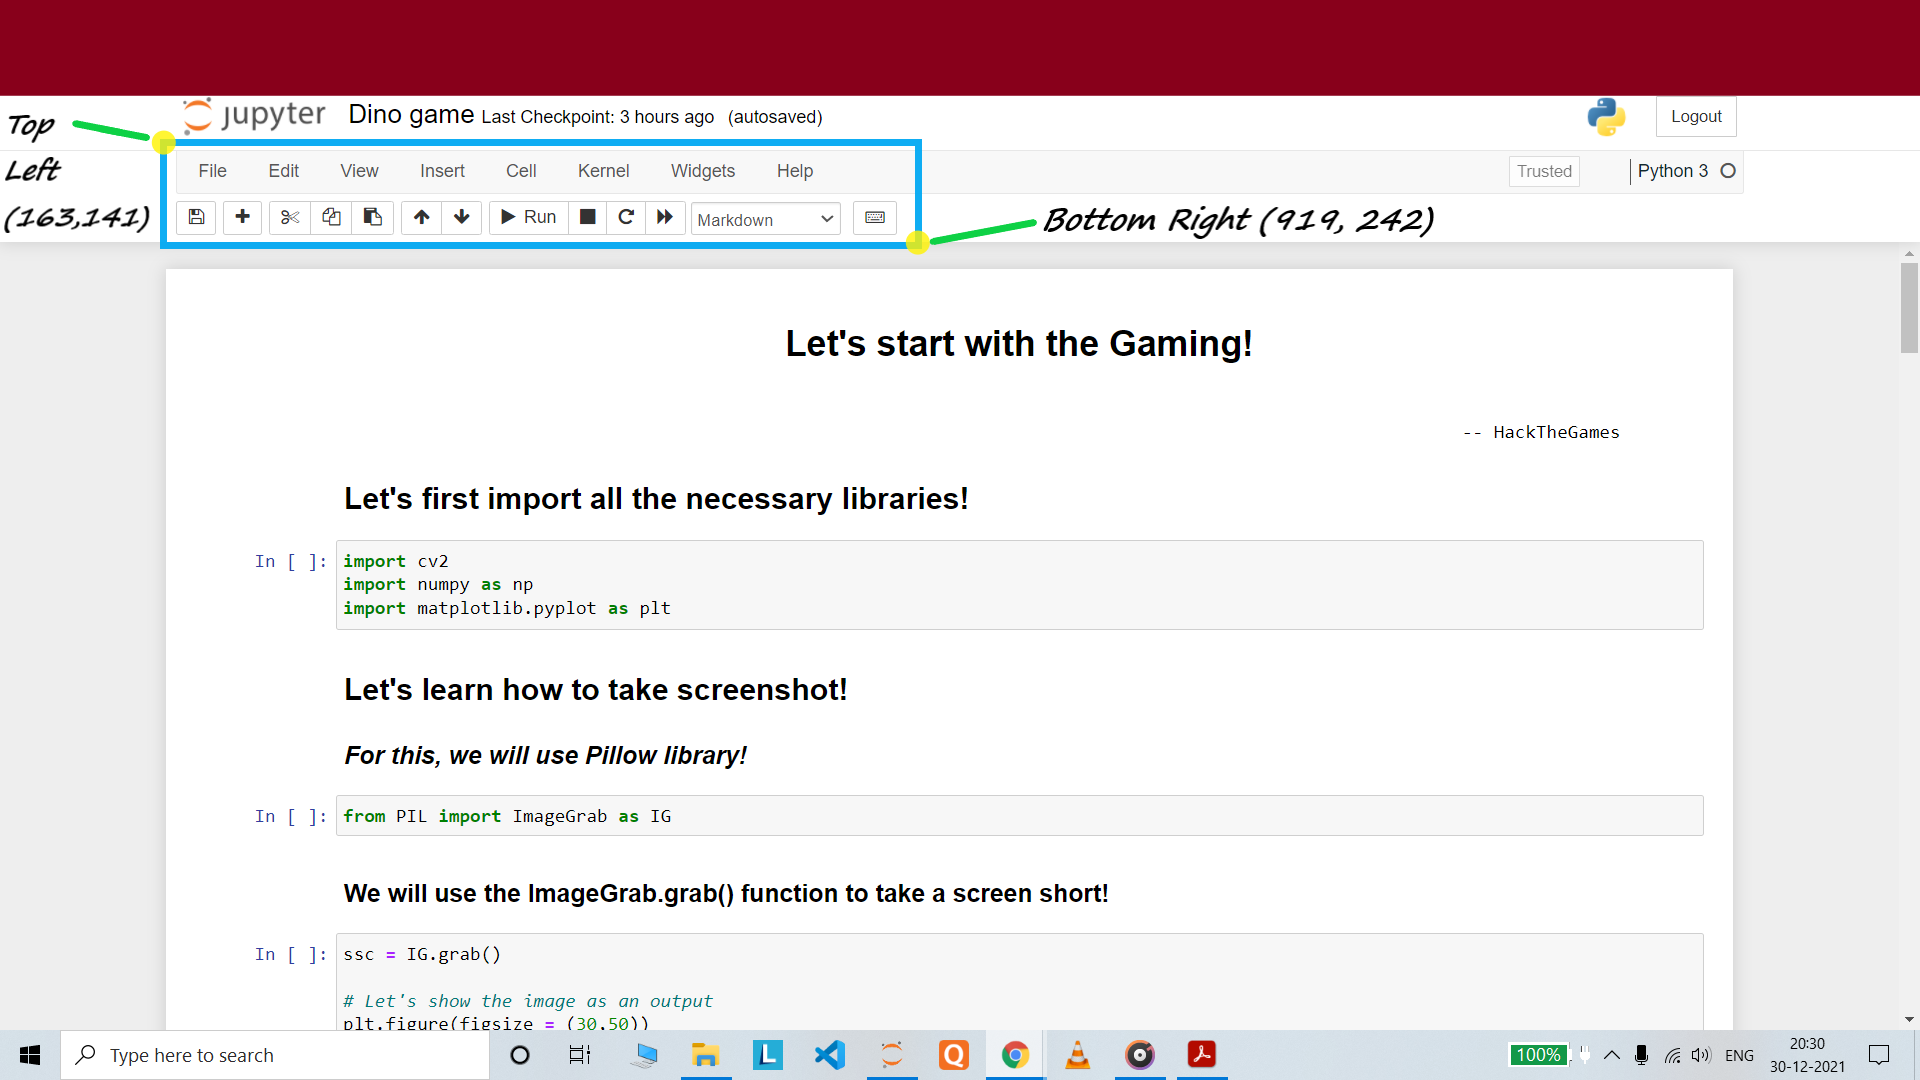 jupyter Dino game Last Checkpoint: 3 hours ago (autosaved) Logout
Top
Left
(163,141)
File Edit View Insert Cell Kernel Widgets Help Trusted Python 3
Run Markdown
Bottom Right (919, 242)
Let's start with the Gaming!
-- HackTheGames
Let's first import all the necessary libraries!
In [ ]: import cv2
import numpy as np
import matplotlib.pyplot as plt
Let's learn how to take screenshot!
For this, we will use Pillow library!
In [ ]: from PIL import ImageGrab as IG
We will use the ImageGrab.grab() function to take a screen short!
In [ ]: ssc = IG.grab()
# Let's show the image as an output
plt.figure(figsize = (30,50))
Type here to search L Q 100% ENG 20:30
30-12-2021